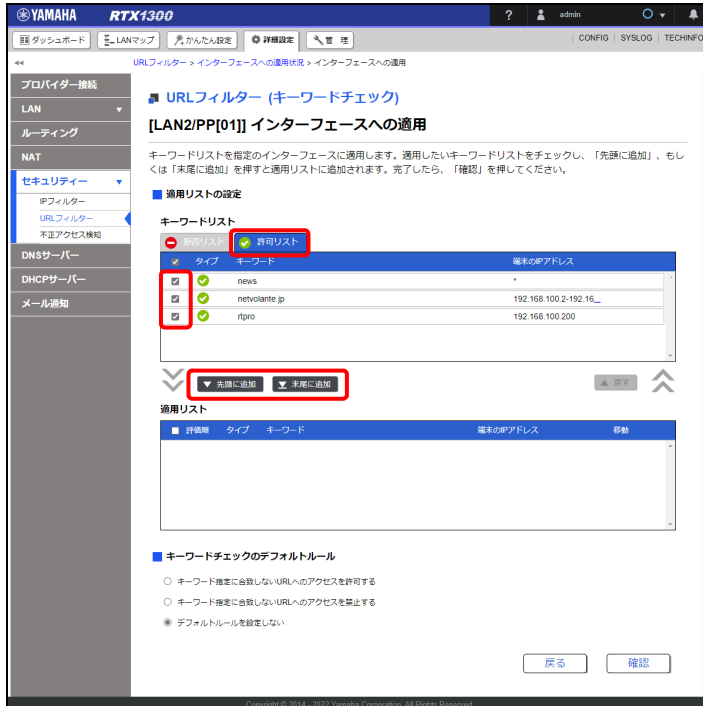 YAMAHA RTX1300 ? admin
ダッシュボード LANマップ かんたん設定 詳細設定 管 理 CONFIG SYSLOG TECHINFO
URLフィルター > インターフェースへの適用状況 > インターフェースへの適用
プロバイダー接続
LAN
ルーティング
NAT
セキュリティー
IPフィルター
URLフィルター
不正アクセス検知
DNSサーバー
DHCPサーバー
メール通知
URLフィルター (キーワードチェック)
[LAN2/PP[01]] インターフェースへの適用
キーワードリストを指定のインターフェースに適用します。適用したいキーワードリストをチェックし、「先頭に追加」、もし
くは「末尾に追加」を押すと適用リストに追加されます。完了したら、「確認」を押してください。
適用リストの設定
キーワードリスト
拒否リスト 許可リスト
タイプ キーワード 端末のIPアドレス
news *
netvolante.jp 192.168.100.2-192.16...
rtpro 192.168.100.200
先頭に追加 末尾に追加 戻す
適用リスト
評価順 タイプ キーワード 端末のIPアドレス 移動
キーワードチェックのデフォルトルール
キーワード指定に合致しないURLへのアクセスを許可する
キーワード指定に合致しないURLへのアクセスを禁止する
デフォルトルールを設定しない
戻る 確認
Copyright © 2014 - 2022 Yamaha Corporation. All Rights Reserved.